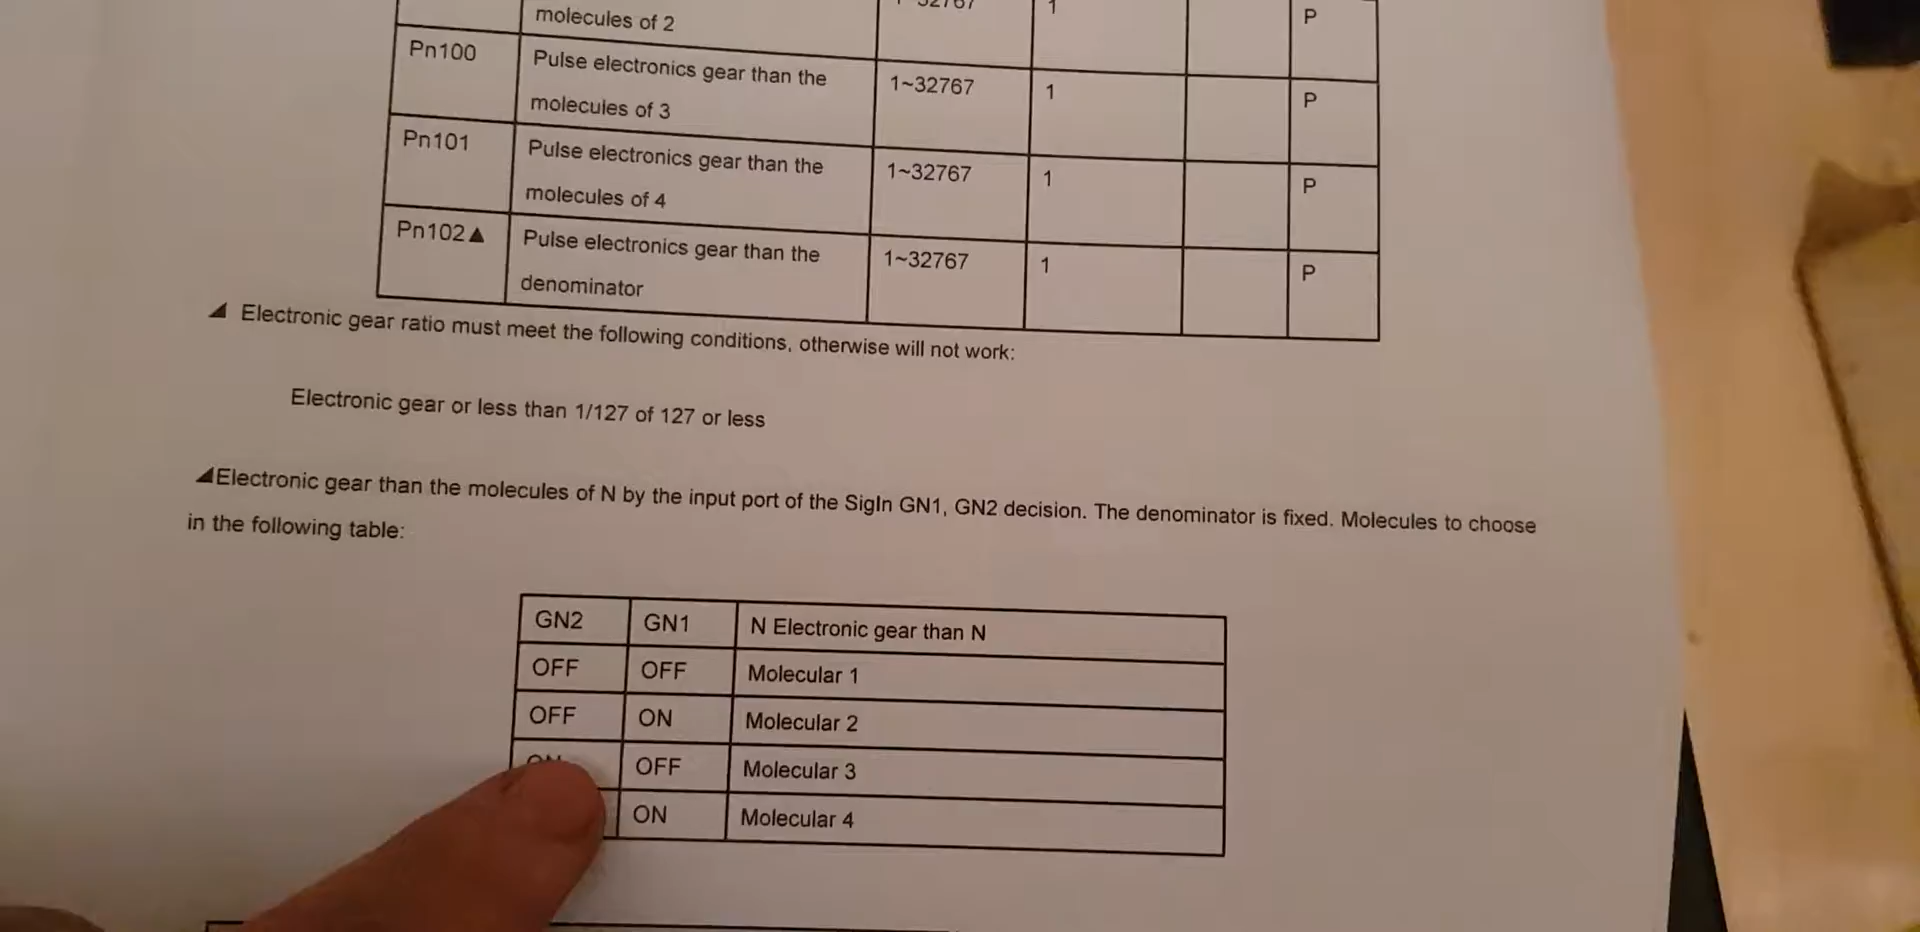 molecules of 2 1 P
Pn100 Pulse electronics gear than the 1~32767 1 P
molecules of 3
Pn101 Pulse electronics gear than the 1~32767 1 P
molecules of 4
Pn102▲ Pulse electronics gear than the 1~32767 1 P
denominator
◢ Electronic gear ratio must meet the following conditions, otherwise will not work:
Electronic gear or less than 1/127 of 127 or less
◢Electronic gear than the molecules of N by the input port of the SigIn GN1, GN2 decision. The denominator is fixed. Molecules to choose
in the following table:
GN2 GN1 N Electronic gear than N
OFF OFF Molecular 1
OFF ON Molecular 2
OFF Molecular 3
ON Molecular 4